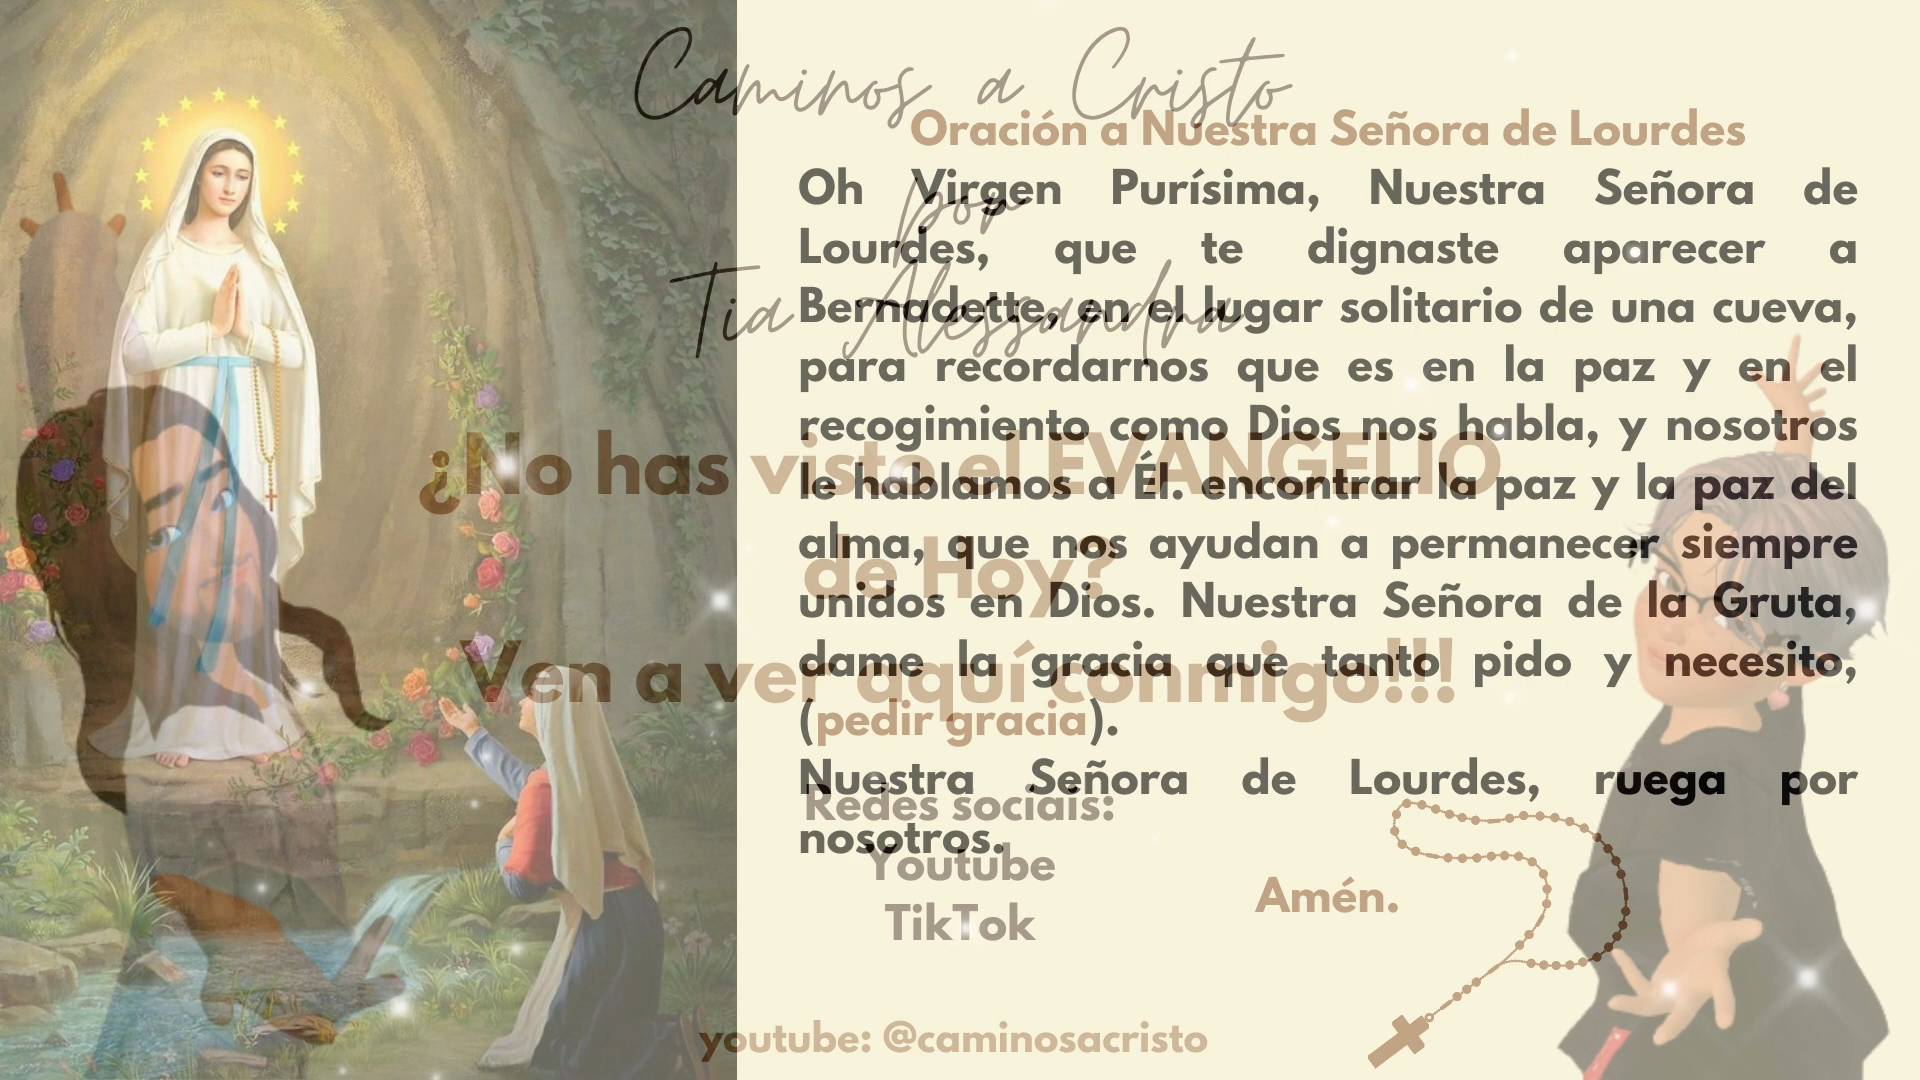 Caminos a Cristo
por
Tia Alessandra
Oración a Nuestra Señora de Lourdes
Oh Virgen Purísima, Nuestra Señora de
Lourdes, que te dignaste aparecer a
Bernadette, en el lugar solitario de una cueva,
para recordarnos que es en la paz y en el
recogimiento como Dios nos habla, y nosotros
le hablamos a Él. encontrar la paz y la paz del
alma, que nos ayudan a permanecer siempre
unidos en Dios. Nuestra Señora de la Gruta,
dame la gracia que tanto pido y necesito,
(pedir gracia).
Nuestra Señora de Lourdes, ruega por
nosotros.
Amén.
¿No has visto el EVANGELIO
de Hoy?
Ven a ver aquí conmigo!!!
Redes sociais:
Youtube
TikTok
youtube: @caminosacristo